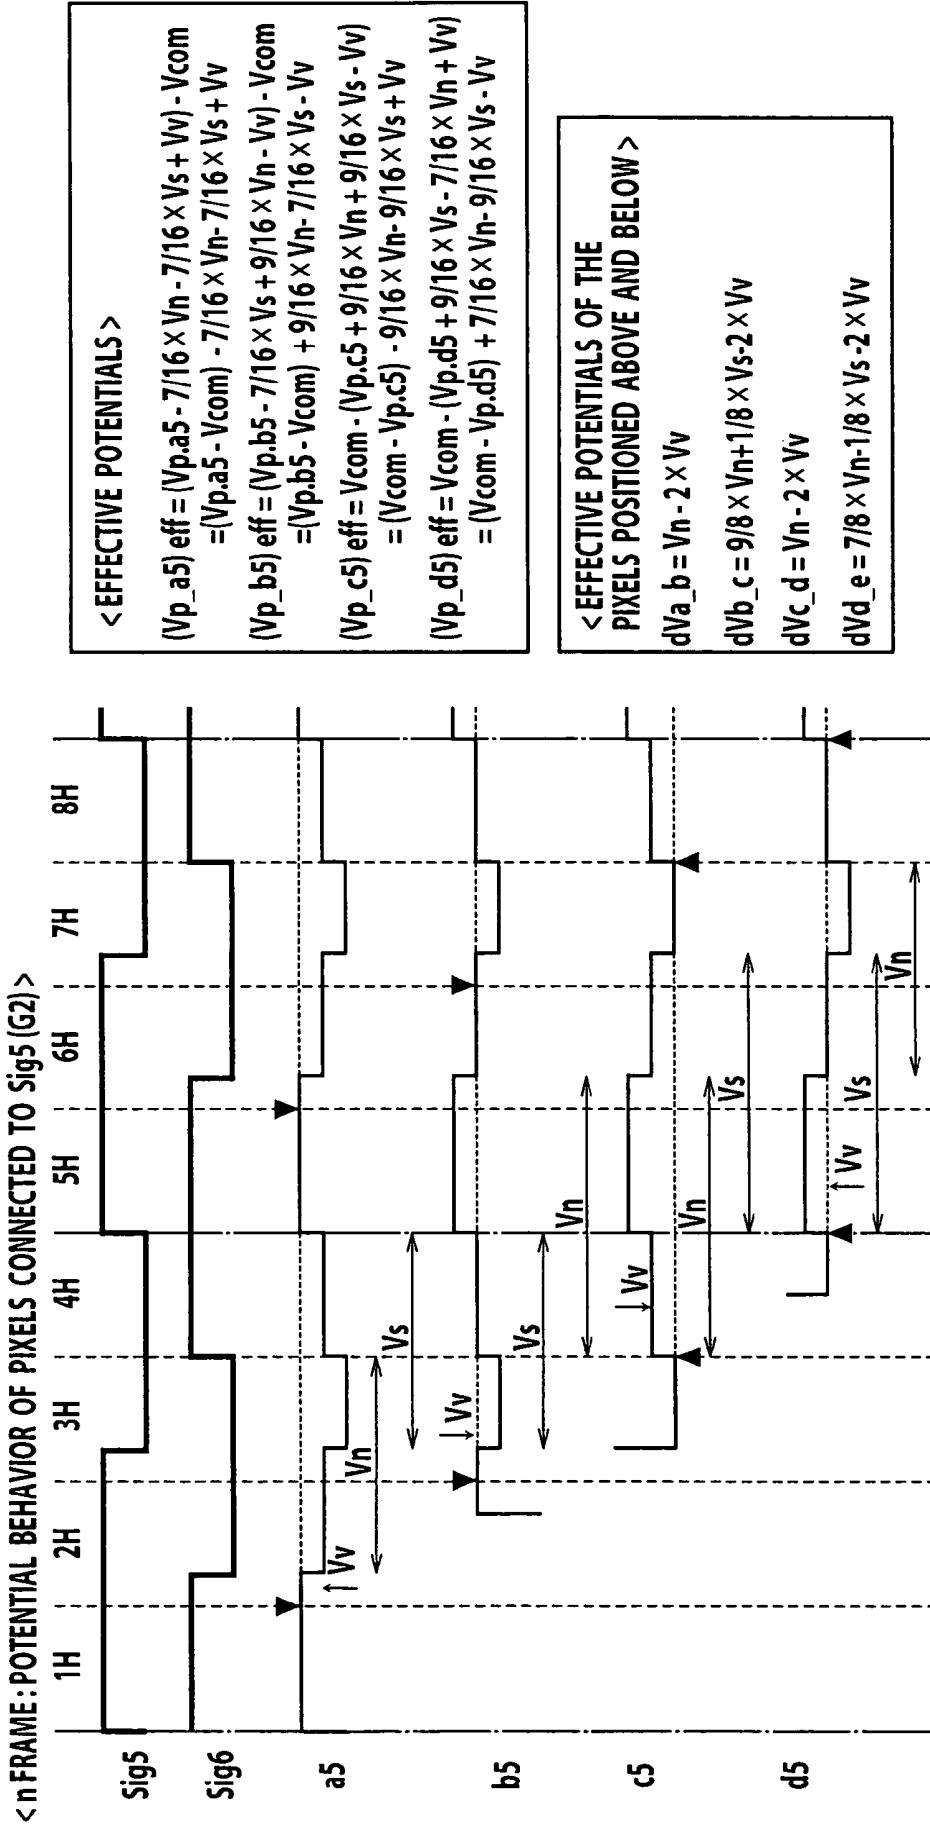 <n FRAME:POTENTIAL BEHAVIOR OF PIXELS CONNECTED TO Sig5 (G2)>
1H 2H 3H 4H 5H 6H 7H 8H
Sig5
Sig6
a5
Vv
Vn
Vs
b5
Vv
Vs
c5
Vv
Vn
Vn
Vs
d5
Vv
Vs
Vn
<EFFECTIVE POTENTIALS>
(Vp_a5) eff = (Vp.a5 - 7/16 × Vn - 7/16 × Vs + Vv) - Vcom
=(Vp.a5 - Vcom) - 7/16 × Vn- 7/16 × Vs + Vv
(Vp_b5) eff = (Vp.b5 - 7/16 × Vs + 9/16 × Vn - Vv) - Vcom
=(Vp.b5 - Vcom) + 9/16 × Vn- 7/16 × Vs - Vv
(Vp_c5) eff = Vcom - (Vp.c5 + 9/16 × Vn + 9/16 × Vs - Vv)
= (Vcom - Vp.c5) - 9/16 × Vn- 9/16 × Vs + Vv
(Vp_d5) eff = Vcom - (Vp.d5 + 9/16 × Vs - 7/16 × Vn + Vv)
= (Vcom - Vp.d5) + 7/16 × Vn- 9/16 × Vs - Vv
<EFFECTIVE POTENTIALS OF THE
PIXELS POSITIONED ABOVE AND BELOW>
dVa_b = Vn - 2 × Vv
dVb_c = 9/8 × Vn+1/8 × Vs-2 × Vv
dVc_d = Vn - 2 × Vv
dVd_e = 7/8 × Vn-1/8 × Vs-2 × Vv